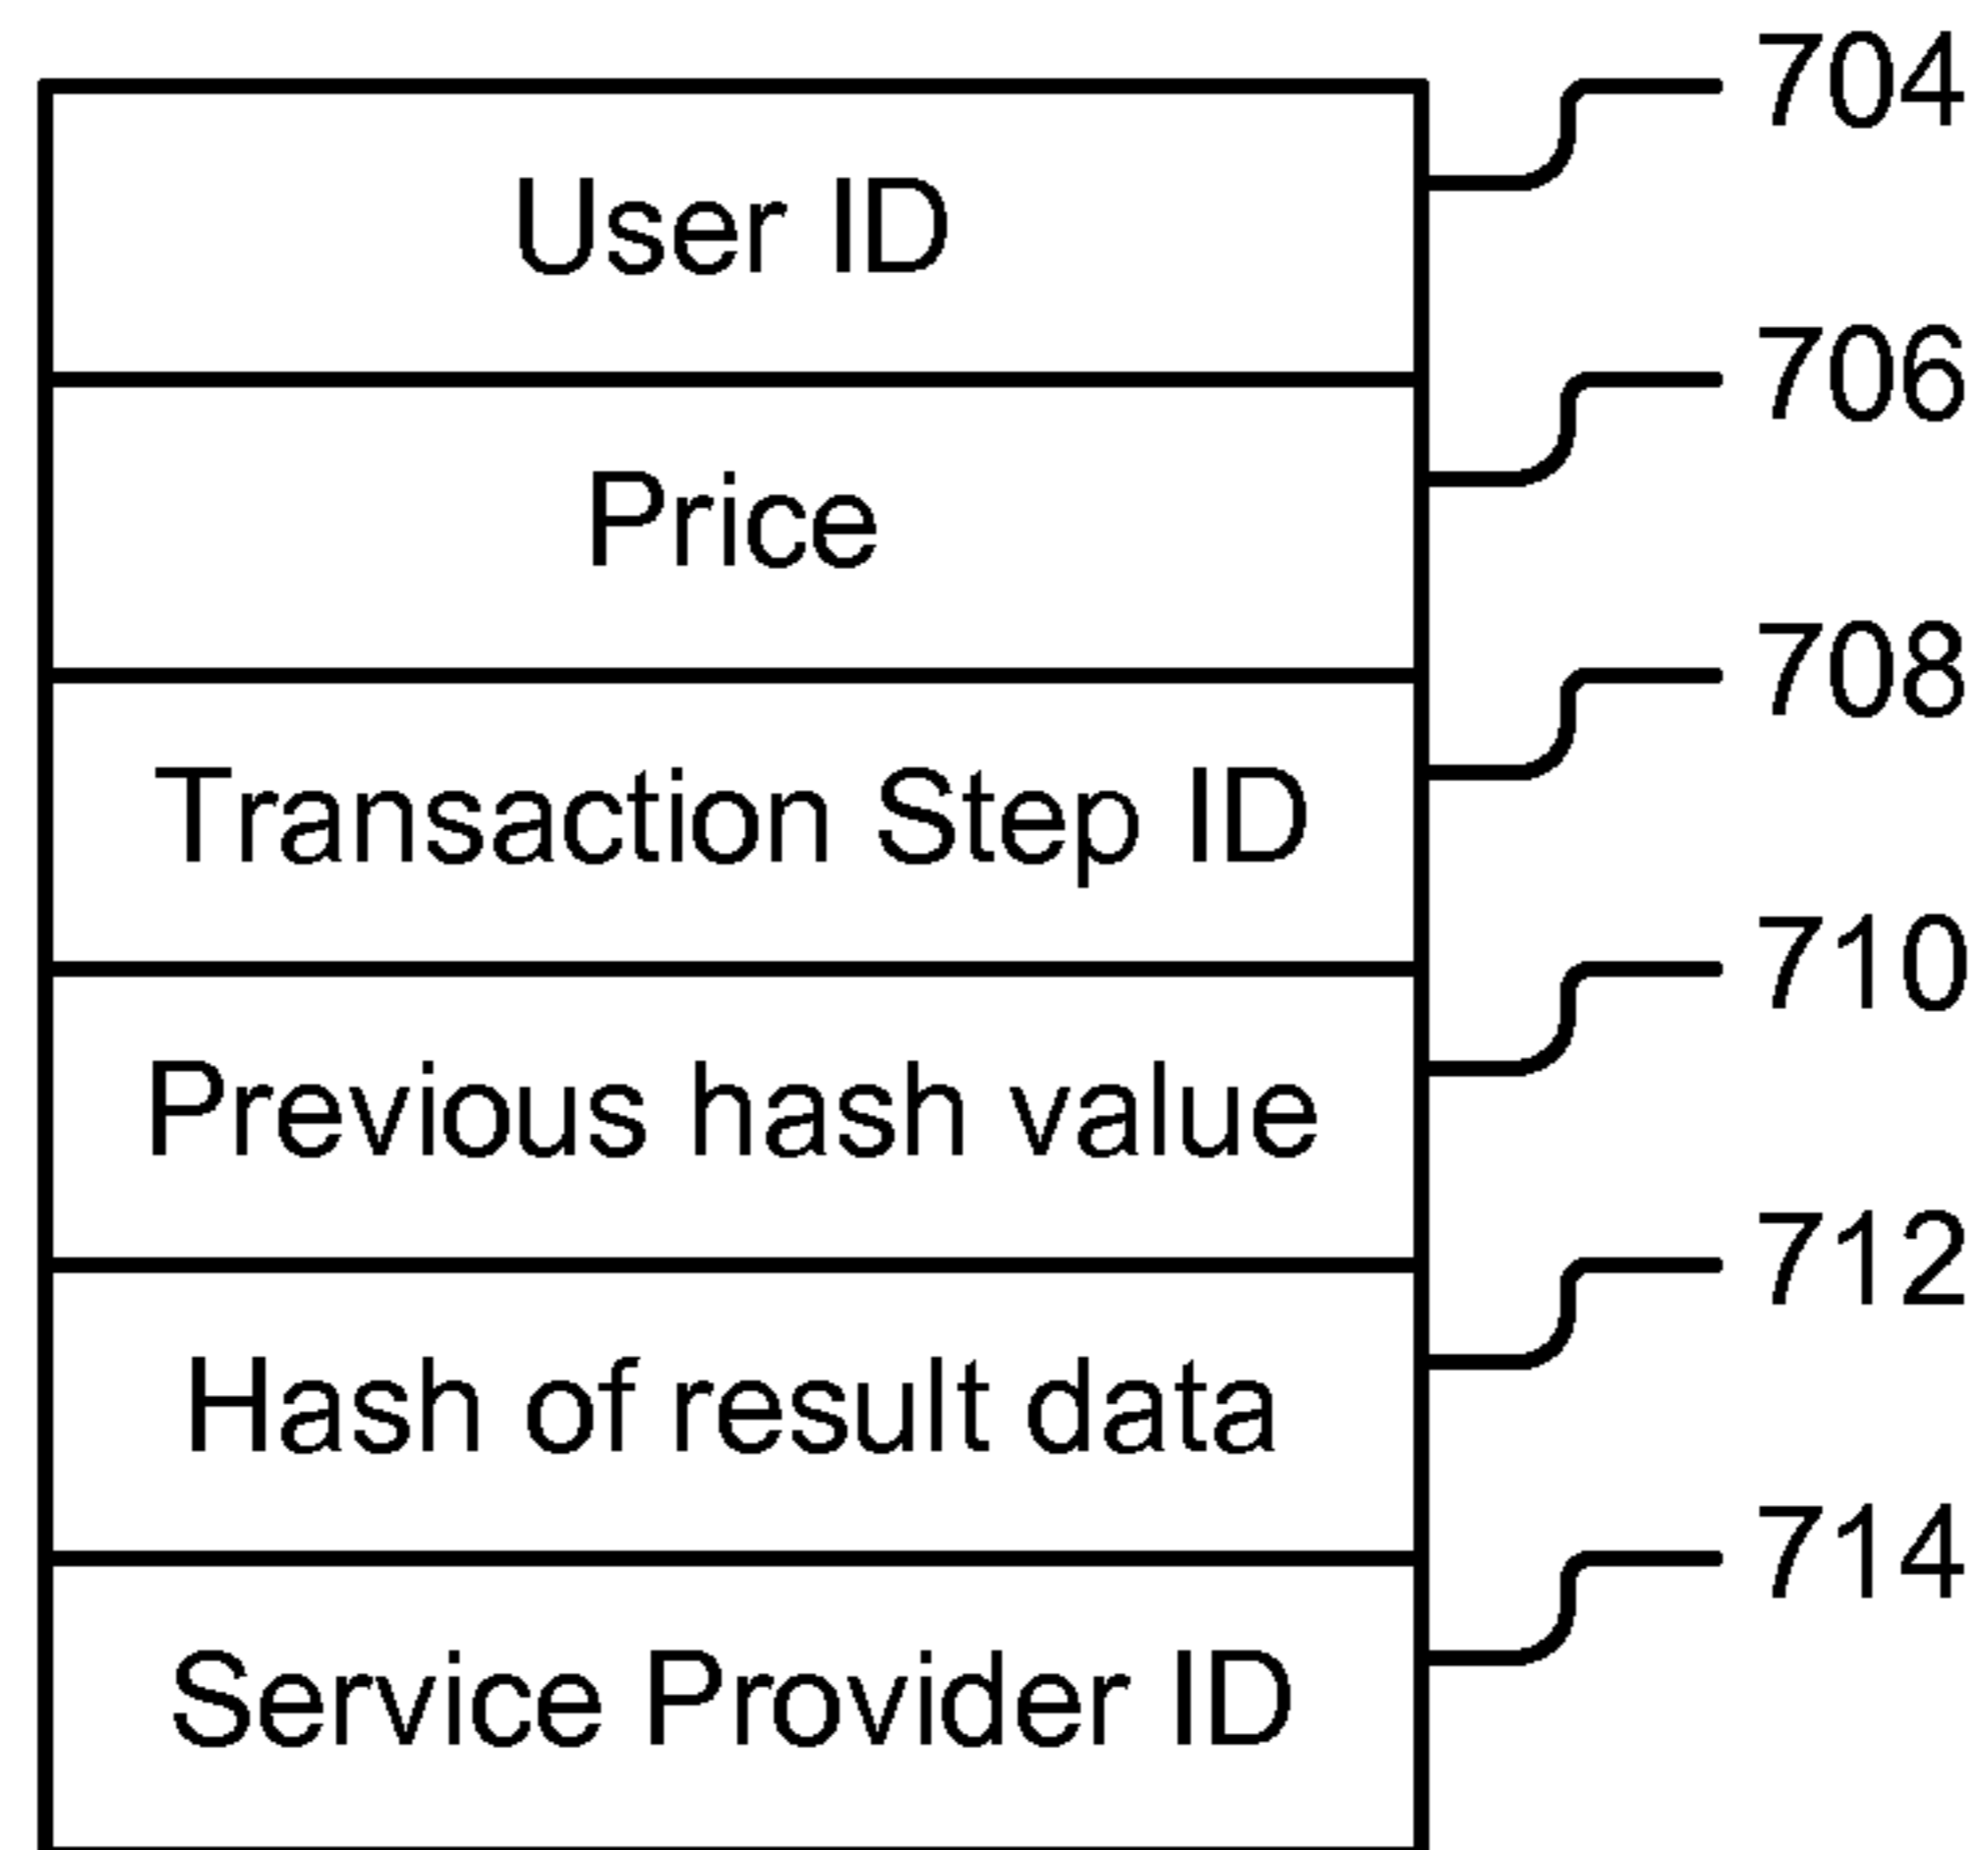 704
User ID
706
Price
708
Transaction Step ID
710
Previous hash value
712
Hash of result data
714
Service Provider ID